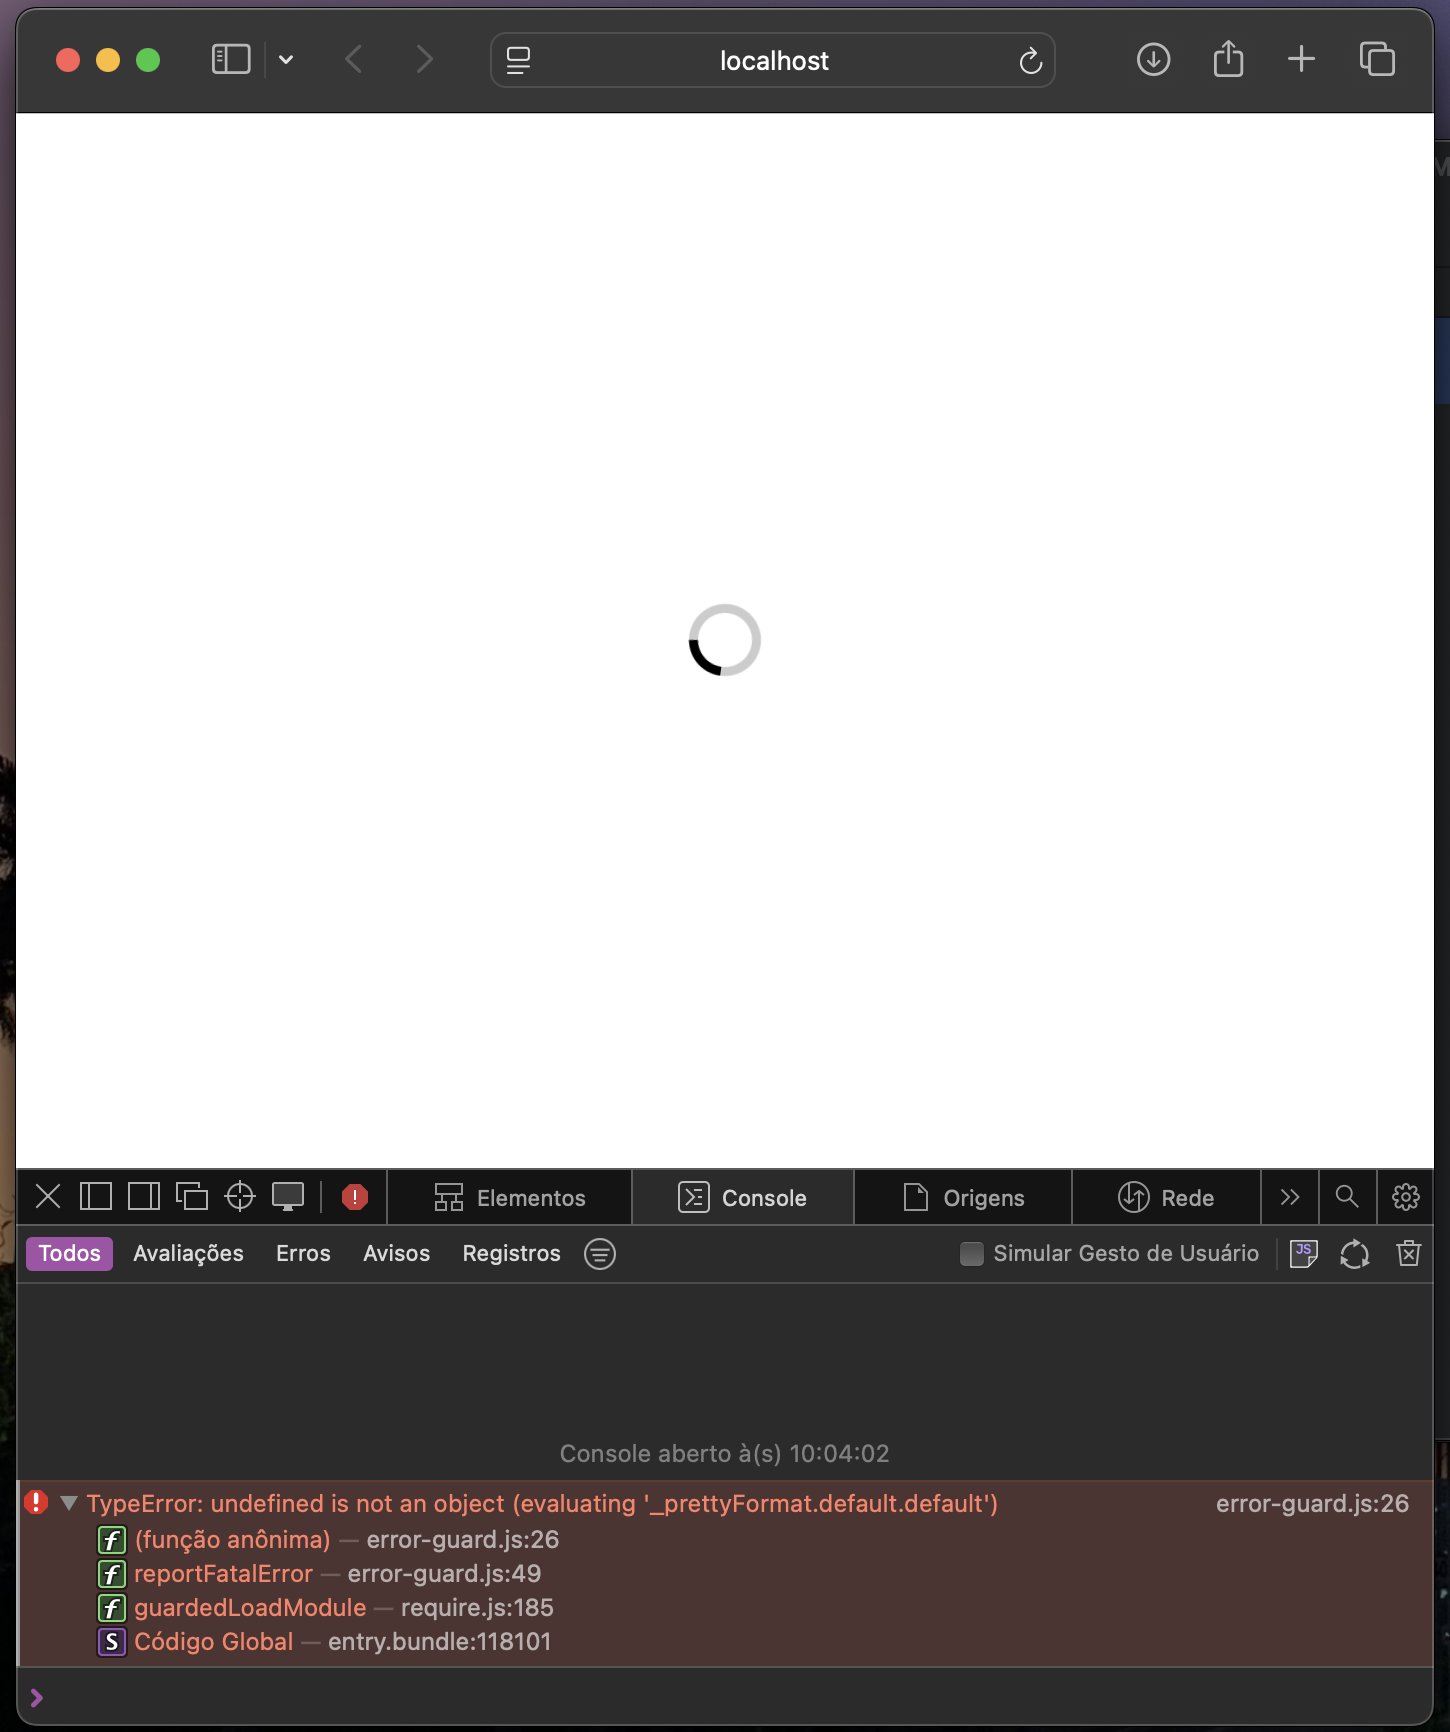 localhost
Elementos
Console
Origens
Rede
Todos Avaliações Erros Avisos Registros
Simular Gesto de Usuário
JS
Console aberto à(s) 10:04:02
TypeError: undefined is not an object (evaluating '_prettyFormat.default.default') error-guard.js:26
f (função anônima) — error-guard.js:26
f reportFatalError — error-guard.js:49
f guardedLoadModule — require.js:185
S Código Global — entry.bundle:118101